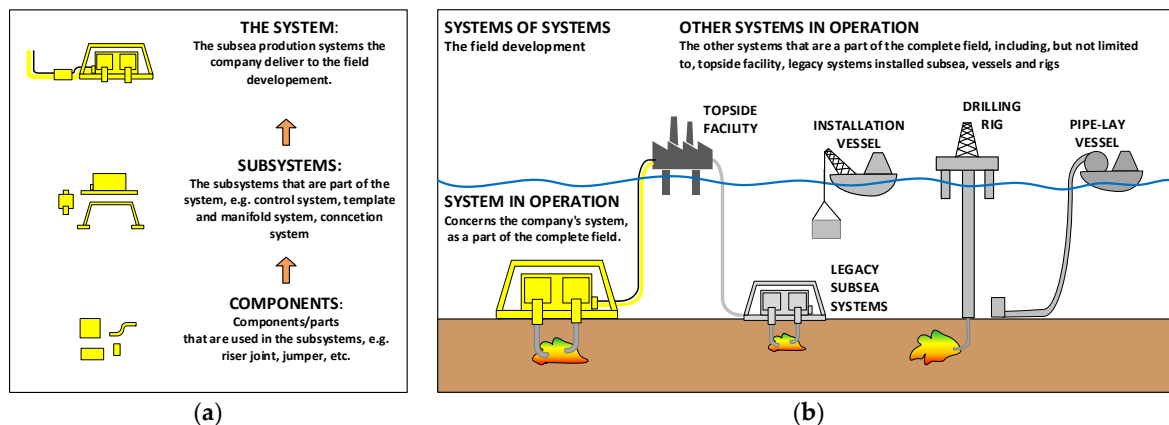 THE SYSTEM:
The subsea prodution systems the
company deliver to the field
developement.
SUBSYSTEMS:
The subsystems that are part of the
system, e.g. control system, template
and manifold system, conncetion
system
COMPONENTS:
Components/parts
that are used in the subsystems, e.g.
riser joint, jumper, etc.
(a)
SYSTEMS OF SYSTEMS
The field development
OTHER SYSTEMS IN OPERATION
The other systems that are a part of the complete field, including, but not limited
to, topside facility, legacy systems installed subsea, vessels and rigs
TOPSIDE
FACILITY
INSTALLATION
VESSEL
DRILLING
RIG
PIPE-LAY
VESSEL
SYSTEM IN OPERATION
Concerns the company's system,
as a part of the complete field.
LEGACY
SUBSEA
SYSTEMS
(b)